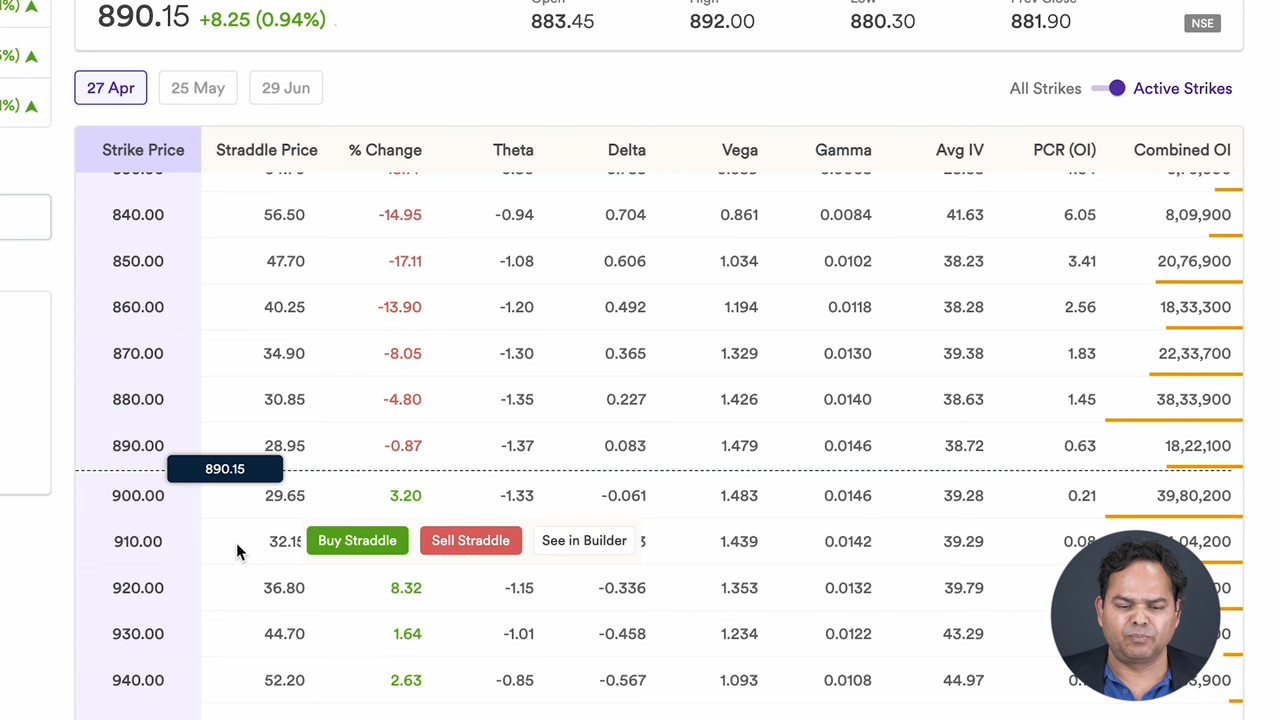 890.15 +8.25 (0.94%)
Open High Low Prev Close
883.45 892.00 880.30 881.90 NSE
27 Apr 25 May 29 Jun All Strikes Active Strikes
Strike Price Straddle Price % Change Theta Delta Vega Gamma Avg IV PCR (OI) Combined OI
840.00 56.50 -14.95 -0.94 0.704 0.861 0.0084 41.63 6.05 8,09,900
850.00 47.70 -17.11 -1.08 0.606 1.034 0.0102 38.23 3.41 20,76,900
860.00 40.25 -13.90 -1.20 0.492 1.194 0.0118 38.28 2.56 18,33,300
870.00 34.90 -8.05 -1.30 0.365 1.329 0.0130 39.38 1.83 22,33,700
880.00 30.85 -4.80 -1.35 0.227 1.426 0.0140 38.63 1.45 38,33,900
890.00 28.95 -0.87 -1.37 0.083 1.479 0.0146 38.72 0.63 18,22,100
890.15
900.00 29.65 3.20 -1.33 -0.061 1.483 0.0146 39.28 0.21 39,80,200
910.00 32.15 Buy Straddle Sell Straddle See in Builder 1.439 0.0142 39.29
920.00 36.80 8.32 -1.15 -0.336 1.353 0.0132 39.79
930.00 44.70 1.64 -1.01 -0.458 1.234 0.0122 43.29
940.00 52.20 2.63 -0.85 -0.567 1.093 0.0108 44.97